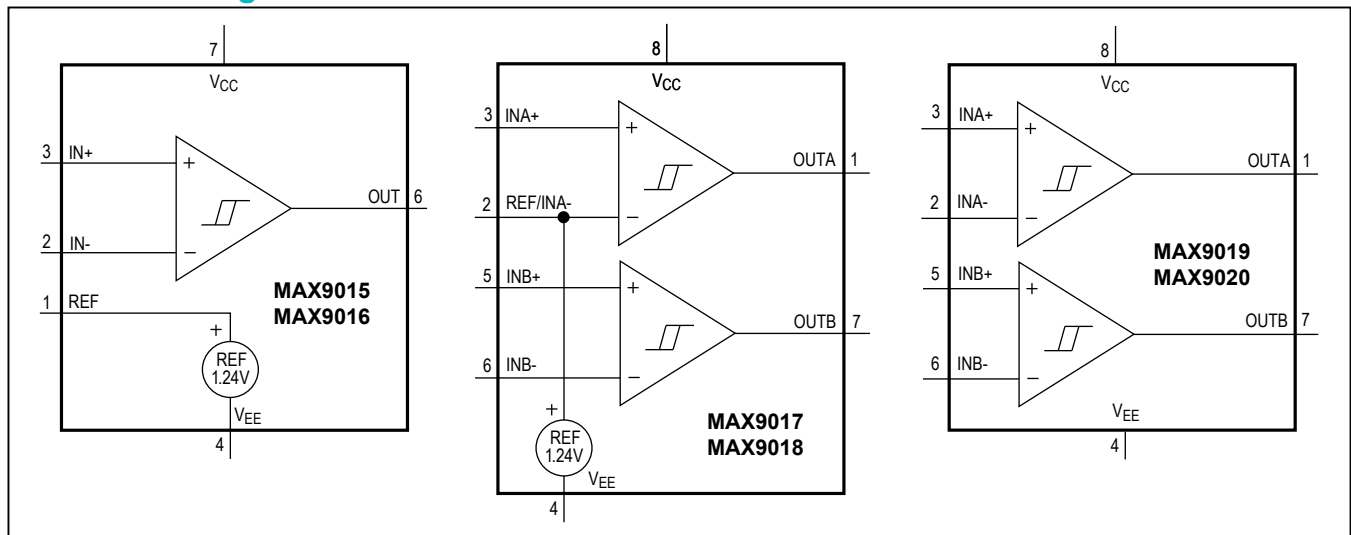 7
VCC
3 IN+
+
OUT 6
2 IN-
−
MAX9015
MAX9016
1 REF
+
REF
1.24V
VEE
4
8
VCC
3 INA+
+
OUTA 1
2 REF/INA-
−
5 INB+
+
OUTB 7
6 INB-
−
MAX9017
MAX9018
+
REF
1.24V
VEE
4
8
VCC
3 INA+
+
OUTA 1
2 INA-
−
MAX9019
MAX9020
5 INB+
+
OUTB 7
6 INB-
−
VEE
4